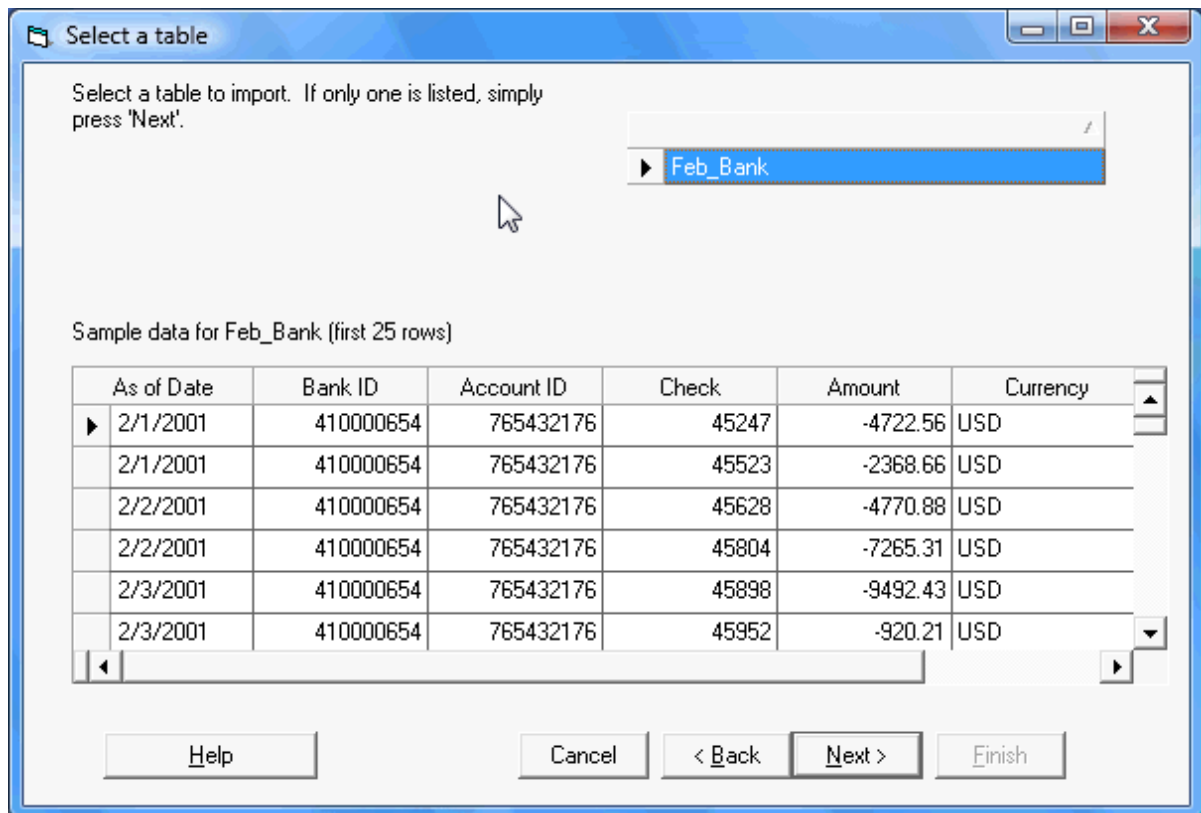 Select a table
Select a table to import.  If only one is listed, simply
press 'Next'.
Feb_Bank
Sample data for Feb_Bank (first 25 rows)
As of Date Bank ID Account ID Check Amount Currency
2/1/2001 410000654 765432176 45247 -4722.56 USD
2/1/2001 410000654 765432176 45523 -2368.66 USD
2/2/2001 410000654 765432176 45628 -4770.88 USD
2/2/2001 410000654 765432176 45804 -7265.31 USD
2/3/2001 410000654 765432176 45898 -9492.43 USD
2/3/2001 410000654 765432176 45952 -920.21 USD
Help Cancel < Back Next > Finish